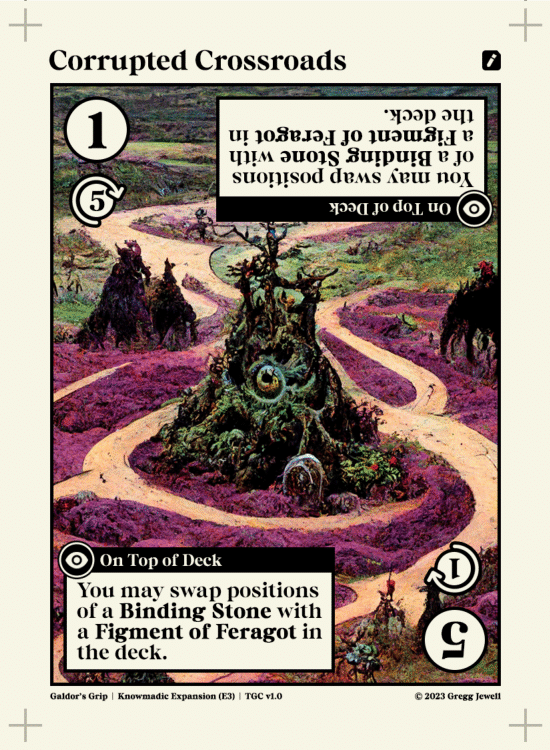 Corrupted Crossroads
1
5
You may swap positions
of a Binding Stone with
a Figment of Feragot in
the deck.
On Top of Deck
On Top of Deck
You may swap positions
of a Binding Stone with
a Figment of Feragot in
the deck.
1
5
Galdor's Grip | Knowmadic Expansion (E3) | TGC v1.0
© 2023 Gregg Jewell